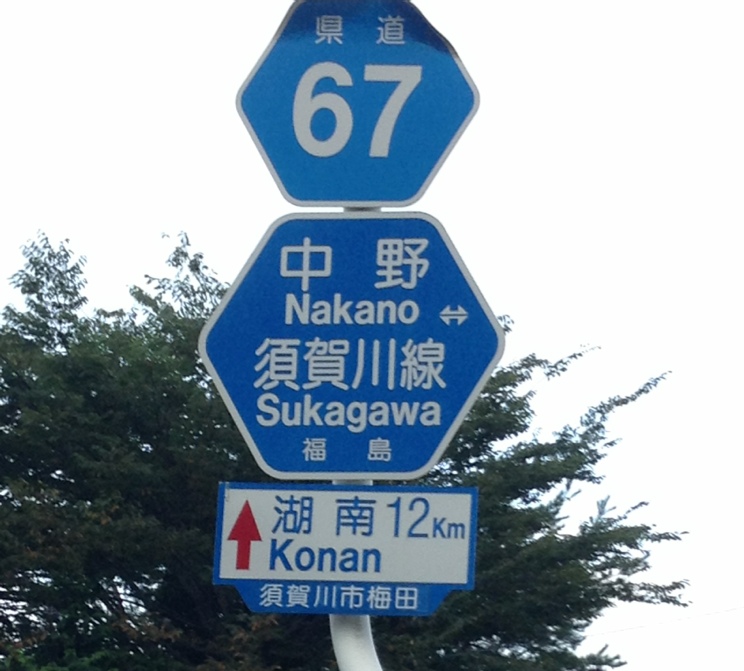 県道
67
中野
Nakano ⇔
須賀川線
Sukagawa
福島
↑ 湖南 12Km
Konan
須賀川市梅田